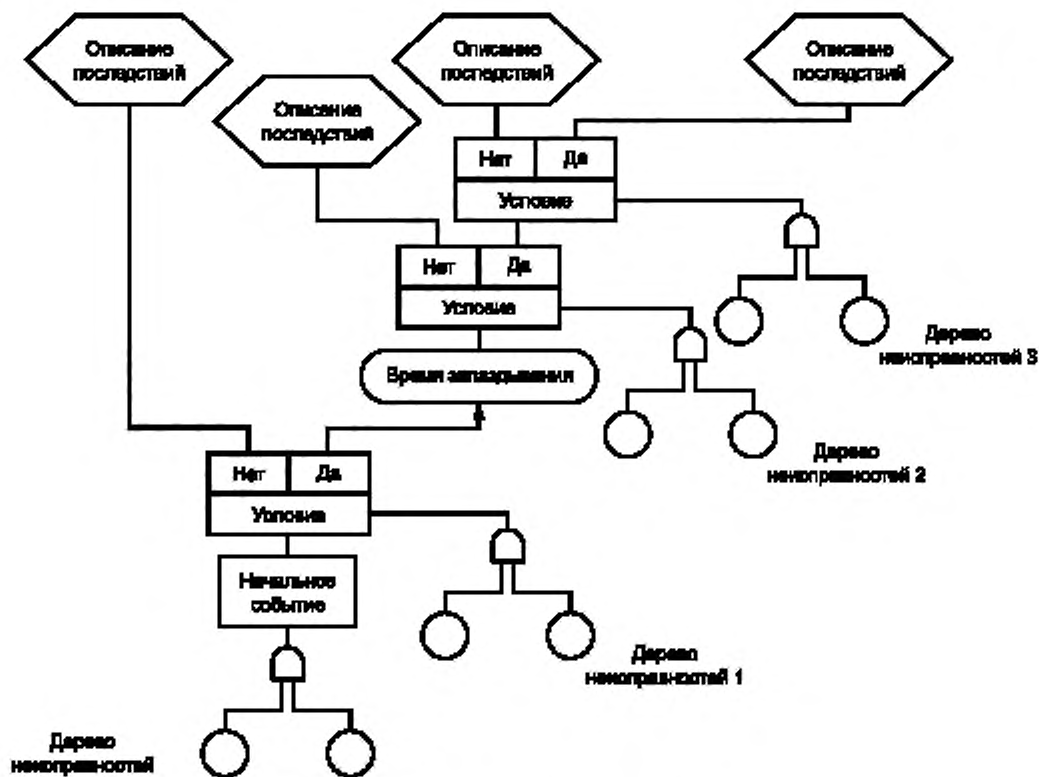 Описание
последствий
Описание
последствий
Описание
последствий
Описание
последствий
Нет
Да
Условие
Нет
Да
Условие
Время запаздывания
Дерево
неисправностей 3
Дерево
неисправностей 2
Нет
Да
Условие
Начальное
событие
Дерево
неисправностей 1
Дерево
неисправностей